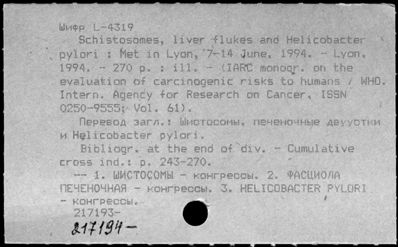 Шифр L-4319
Schistosomes, liver flukes and Helicobacter
pylori : Met in Lyon, 7-14 June, 1994. - Lyon,
1994. - 270 p. : ill. - (IARC monogr. on the
evaluation of carcinogenic risks to humans / WHO.
Intern. Agency for Research on Cancer, ISSN
0250-9555; Vol. 61).
Перевод загл.: Шистосомы, печеночные двуустки
и Helicobacter pylori.
Bibliogr. at the end of div. - Cumulative
cross ind.: p. 243-270.
-- 1. ШИСТОСОМЫ - конгрессы. 2. ФАСЦИОЛА
ПЕЧЕНОЧНАЯ - конгрессы. 3. HELICOBACTER PYLORI
- конгрессы.
217193-
217194-